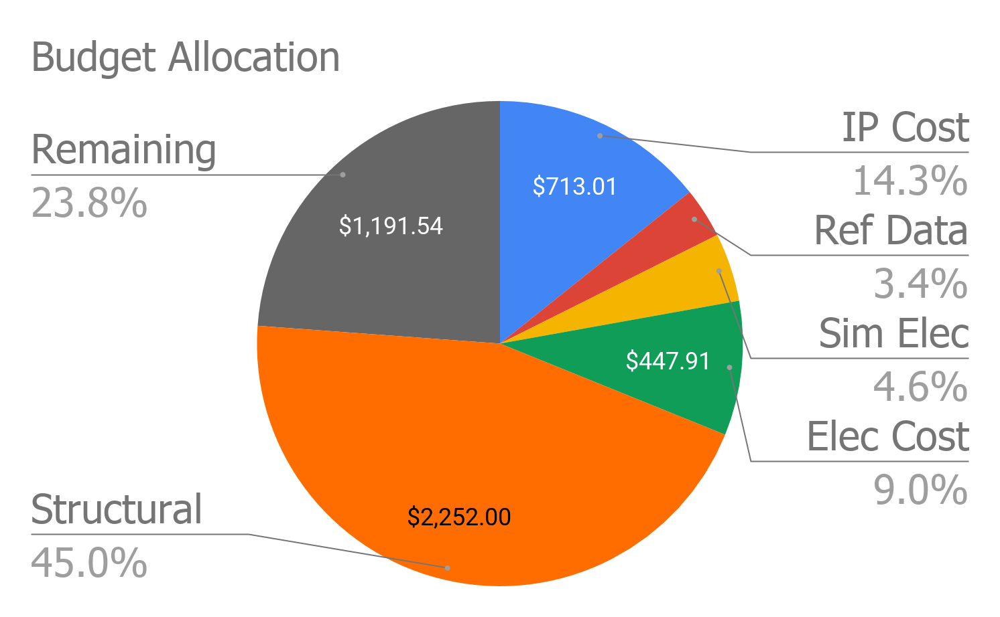 Budget Allocation
Remaining
23.8%
$1,191.54
IP Cost
14.3%
$713.01
Ref Data
3.4%
Sim Elec
4.6%
$447.91
Elec Cost
9.0%
Structural
45.0%
$2,252.00